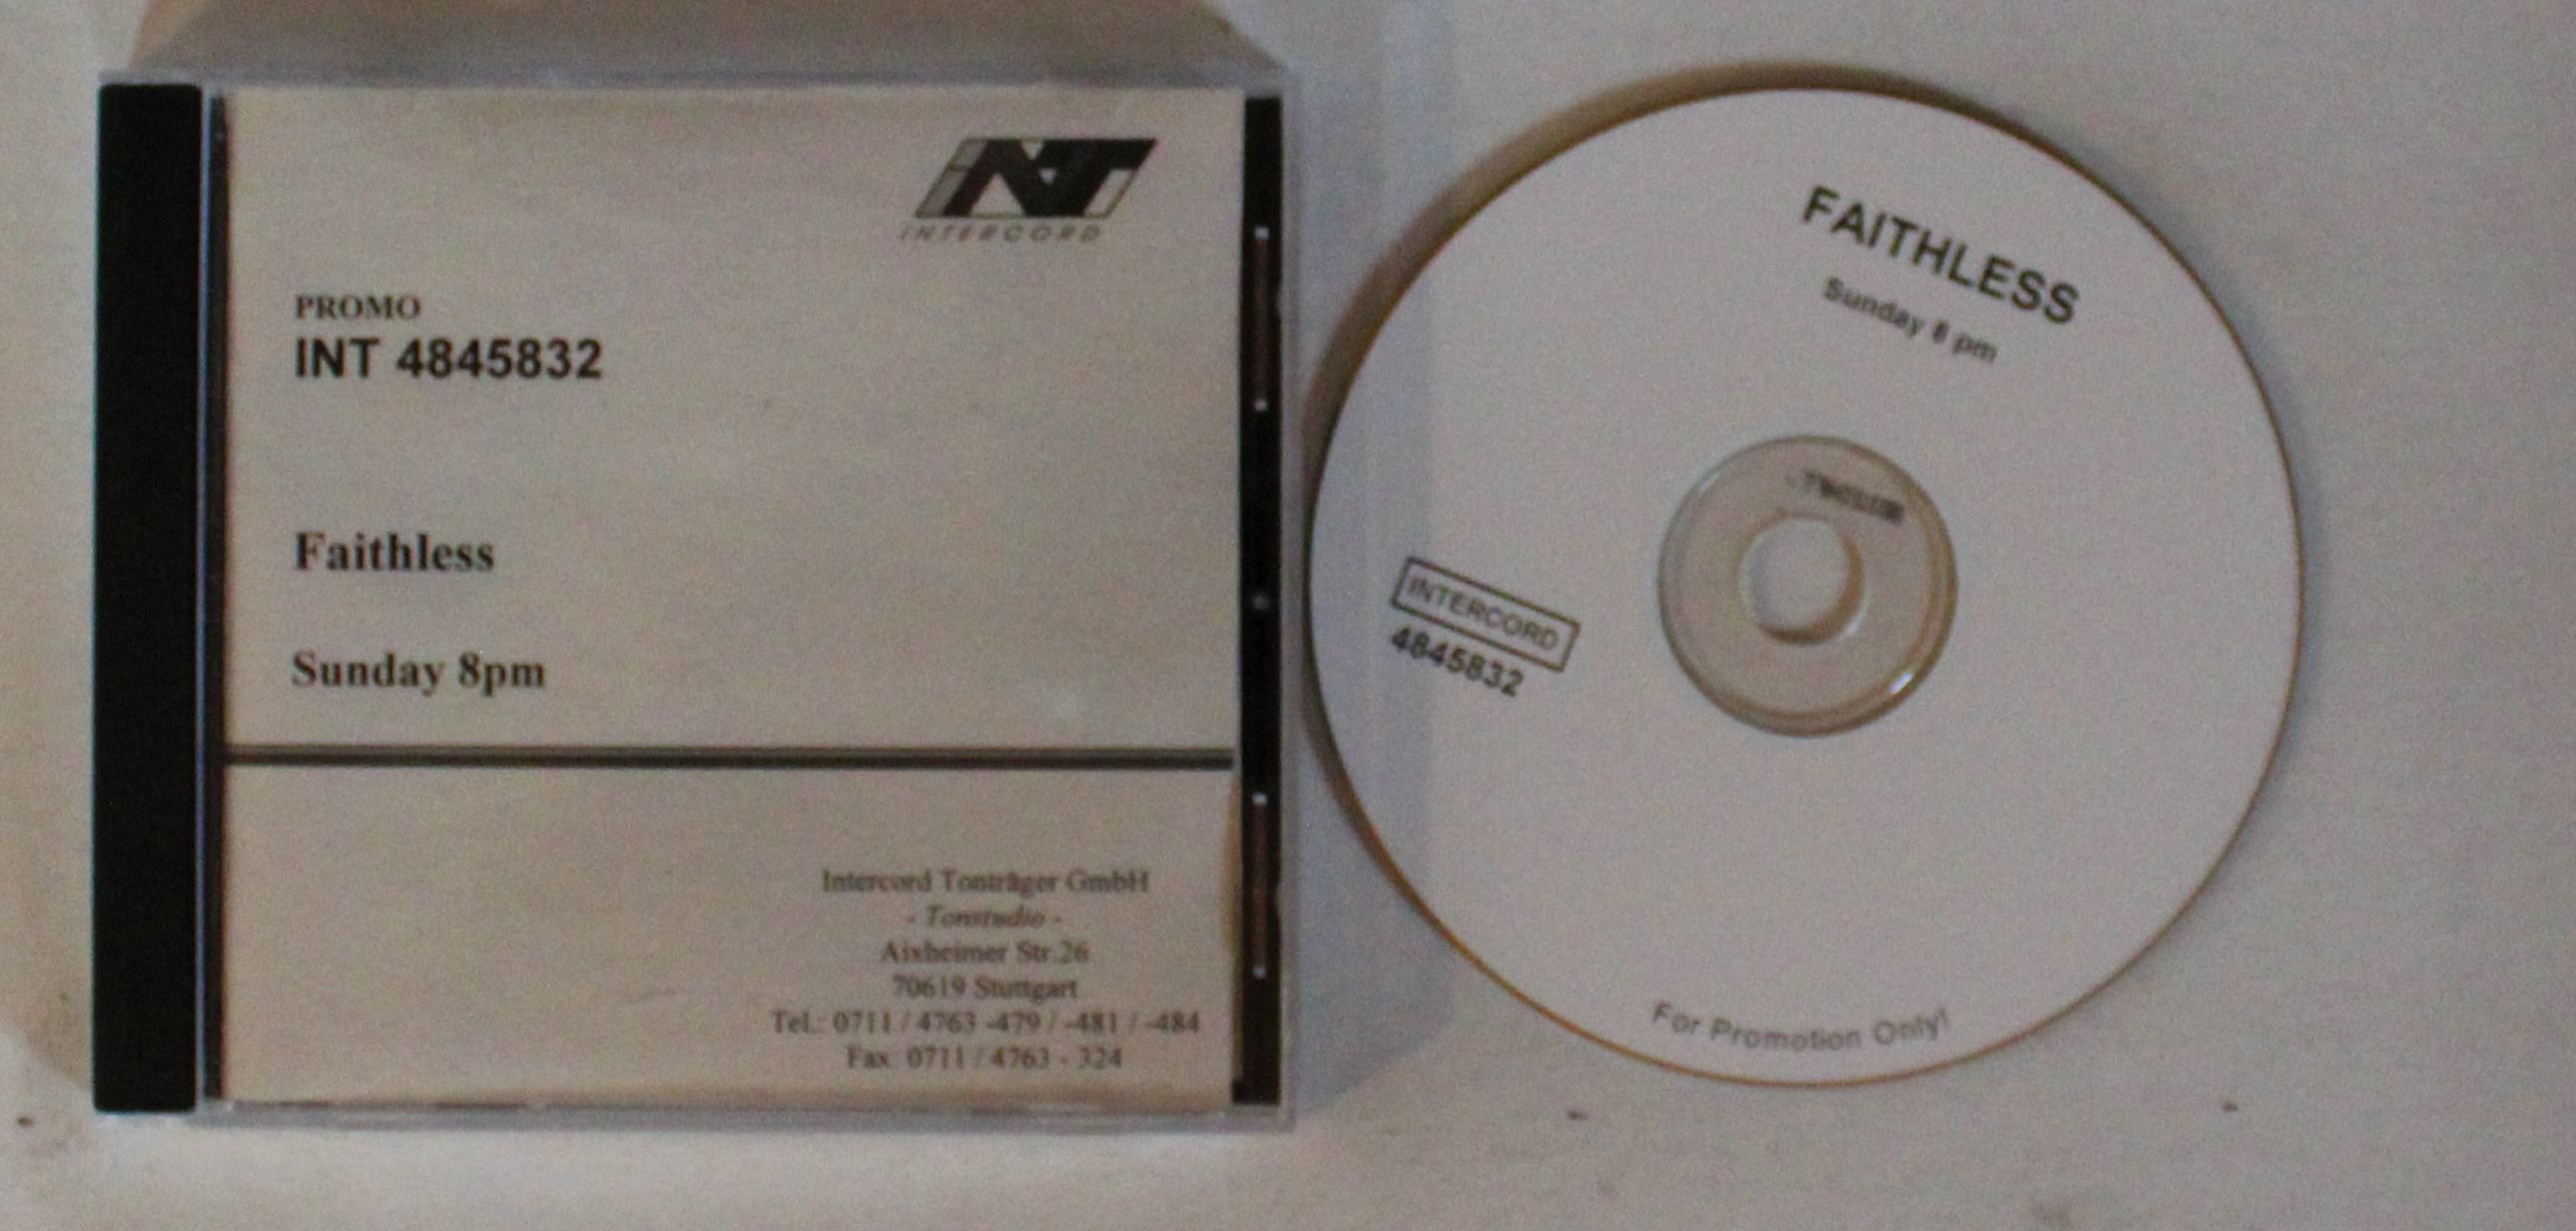 INT
INTERCORD
PROMO
INT 4845832
Faithless
Sunday 8pm
Intercord Tonträger GmbH
- Tonstudio -
Aixheimer Str.26
70619 Stuttgart
Tel.: 0711 / 4763 -479 / -481 / -484
Fax: 0711 / 4763 - 324
FAITHLESS
Sunday 8 pm
INTERCORD
4845832
For Promotion Only!